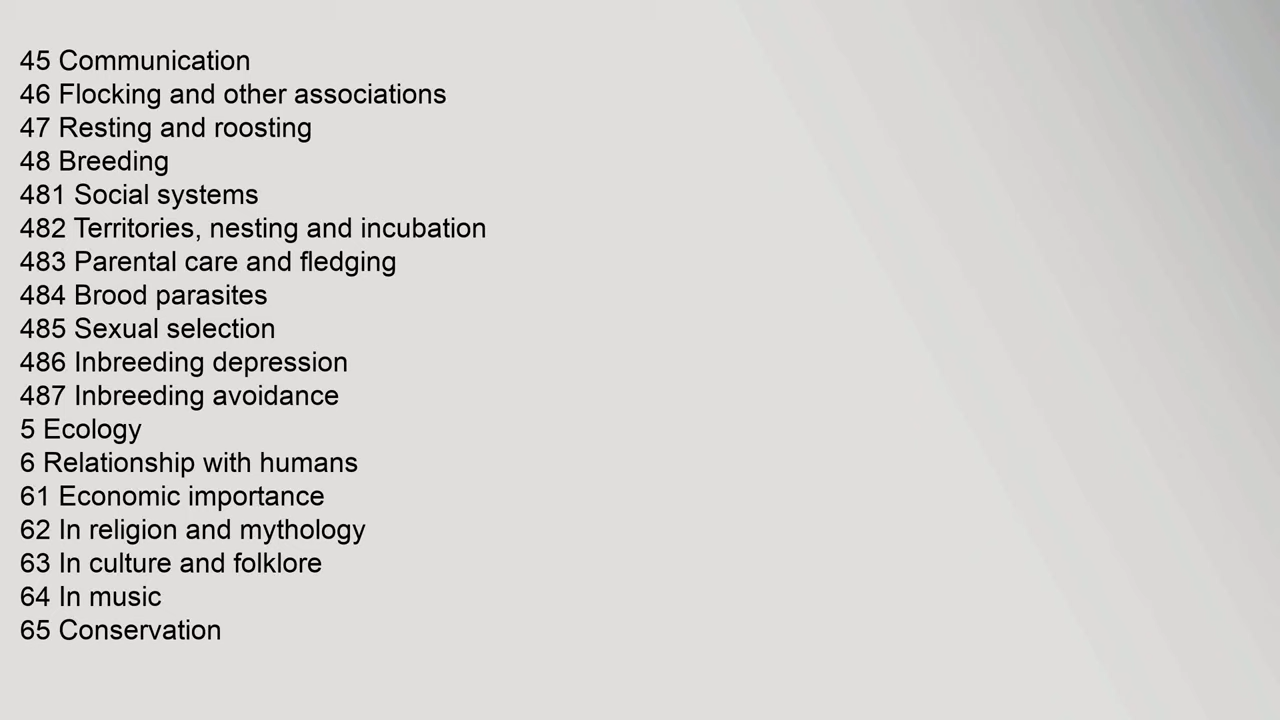 45 Communication
46 Flocking and other associations
47 Resting and roosting
48 Breeding
481 Social systems
482 Territories, nesting and incubation
483 Parental care and fledging
484 Brood parasites
485 Sexual selection
486 Inbreeding depression
487 Inbreeding avoidance
5 Ecology
6 Relationship with humans
61 Economic importance
62 In religion and mythology
63 In culture and folklore
64 In music
65 Conservation